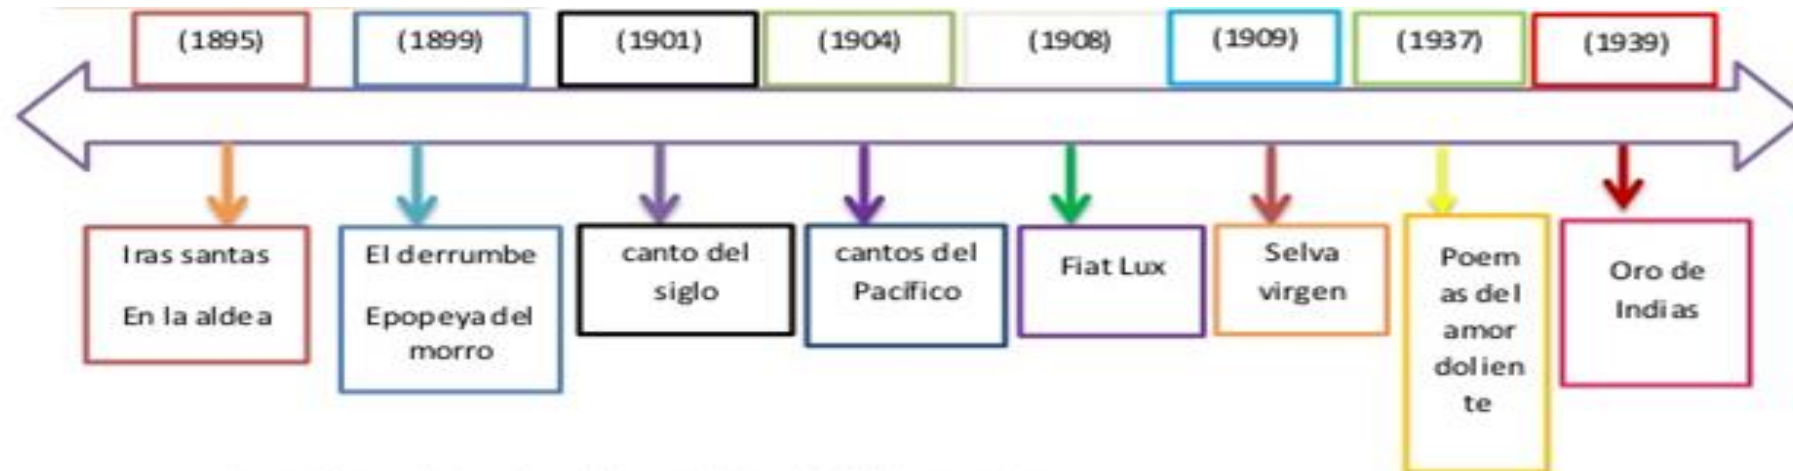 (1895)
(1899)
(1901)
(1904)
(1908)
(1909)
(1937)
(1939)
Iras santas
En la aldea
El derrumbe
Epopeya del
morro
canto del
siglo
cantos del
Pacífico
Fiat Lux
Selva
virgen
Poem
as del
amor
dolien
te
Oro de
Indias